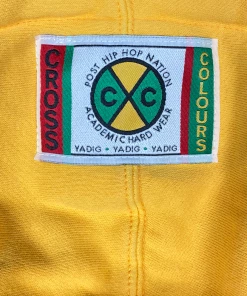 CROSS
POST HIP HOP NATION
C C
ACADEMIC HARD WEAR
YADIG • YADIG • YADIG
COLOURS